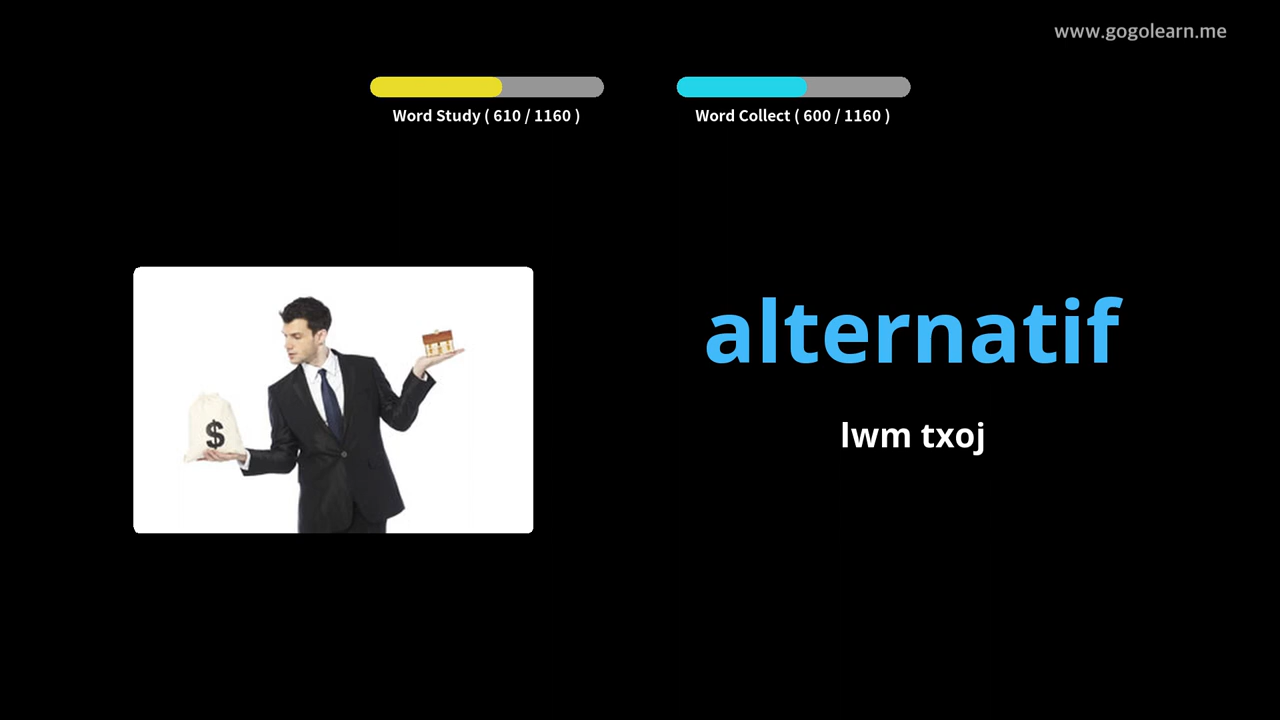 www.gogolearn.me
Word Study ( 610 / 1160 )
Word Collect ( 600 / 1160 )
alternatif
lwm txoj
$